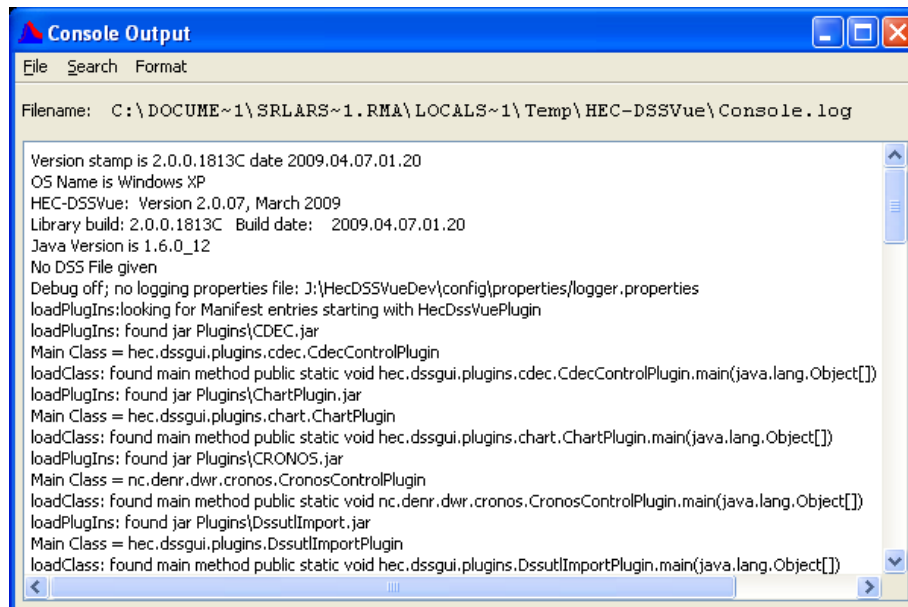 Console Output
File Search Format
Filename: C:\DOCUME~1\SRLARS~1.RMA\LOCALS~1\Temp\HEC-DSSVue\Console.log
Version stamp is 2.0.0.1813C date 2009.04.07.01.20
OS Name is Windows XP
HEC-DSSVue: Version 2.0.07, March 2009
Library build: 2.0.0.1813C Build date: 2009.04.07.01.20
Java Version is 1.6.0_12
No DSS File given
Debug off; no logging properties file: J:\HecDSSVueDev\config\properties/logger.properties
loadPlugIns:looking for Manifest entries starting with HecDssVuePlugin
loadPlugIns: found jar Plugins\CDEC.jar
Main Class = hec.dssgui.plugins.cdec.CdecControlPlugin
loadClass: found main method public static void hec.dssgui.plugins.cdec.CdecControlPlugin.main(java.lang.Object[])
loadPlugIns: found jar Plugins\ChartPlugin.jar
Main Class = hec.dssgui.plugins.chart.ChartPlugin
loadClass: found main method public static void hec.dssgui.plugins.chart.ChartPlugin.main(java.lang.Object[])
loadPlugIns: found jar Plugins\CRONOS.jar
Main Class = nc.denr.dwr.cronos.CronosControlPlugin
loadClass: found main method public static void nc.denr.dwr.cronos.CronosControlPlugin.main(java.lang.Object[])
loadPlugIns: found jar Plugins\DssutlImport.jar
Main Class = hec.dssgui.plugins.DssutlImportPlugin
loadClass: found main method public static void hec.dssgui.plugins.DssutlImportPlugin.main(java.lang.Object[])